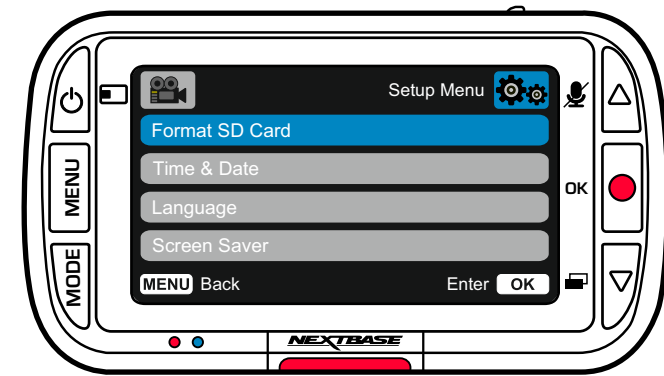 Setup Menu
Format SD Card
Time & Date
Language
Screen Saver
MENU Back
Enter OK
MENU
MODE
OK
NEXTBASE